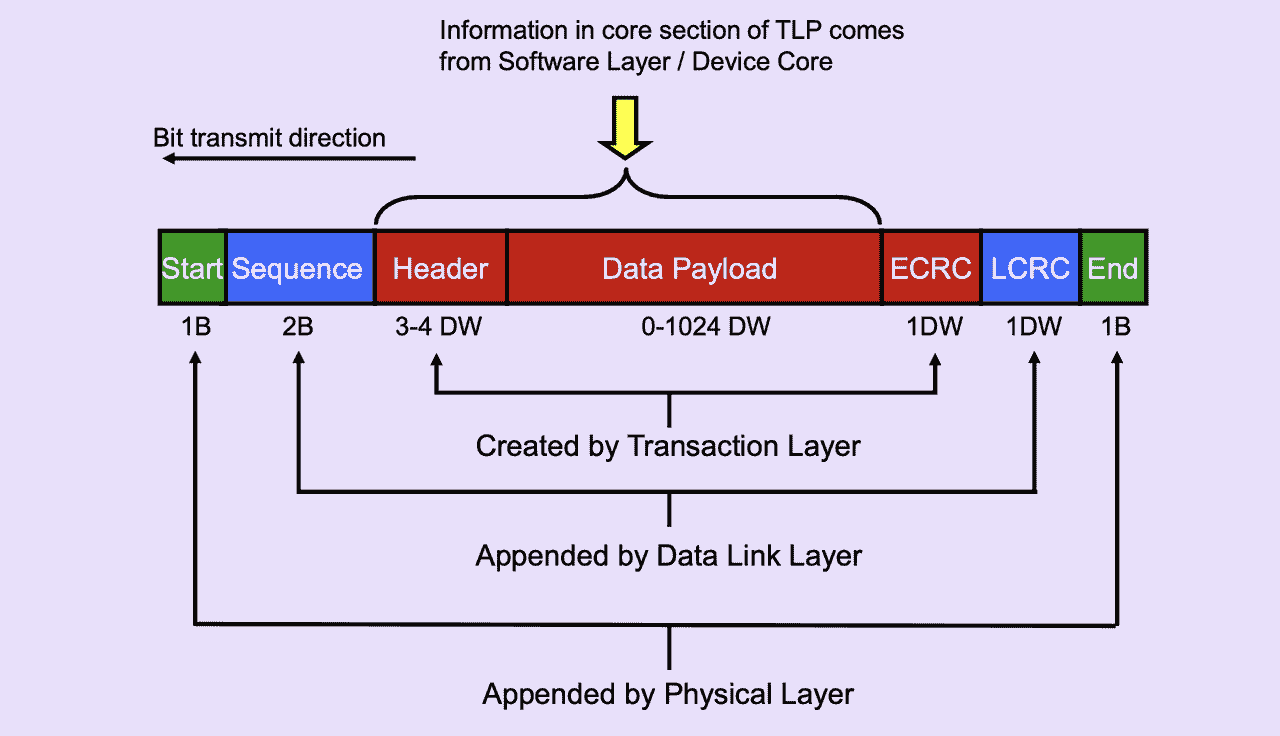 Information in core section of TLP comes
from Software Layer / Device Core
Bit transmit direction
Start Sequence Header Data Payload ECRC LCRC End
1B 2B 3-4 DW 0-1024 DW 1DW 1DW 1B
Created by Transaction Layer
Appended by Data Link Layer
Appended by Physical Layer